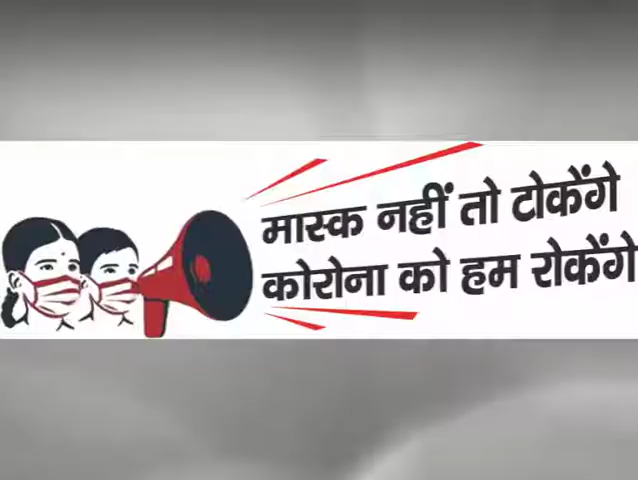 मास्क नहीं तो टोकेंगे
कोरोना को हम रोकेंगे